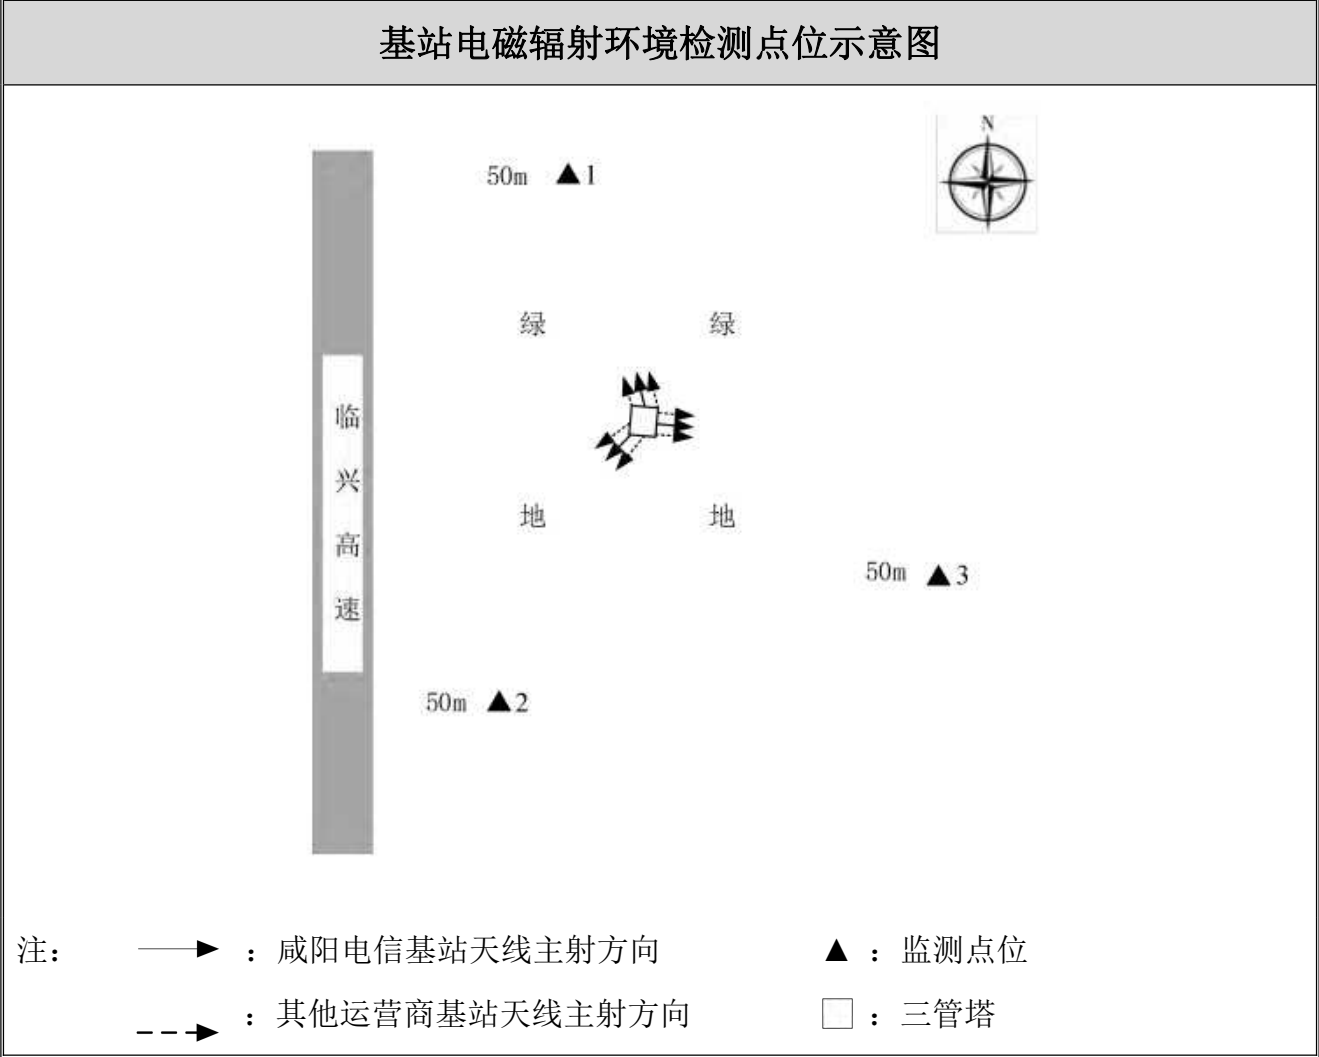 基站电磁辐射环境检测点位示意图
N
50m ▲1
绿 绿
临
兴
高
速
地 地
50m ▲3
50m ▲2
注：
：咸阳电信基站天线主射方向
▲：监测点位
：其他运营商基站天线主射方向
：三管塔